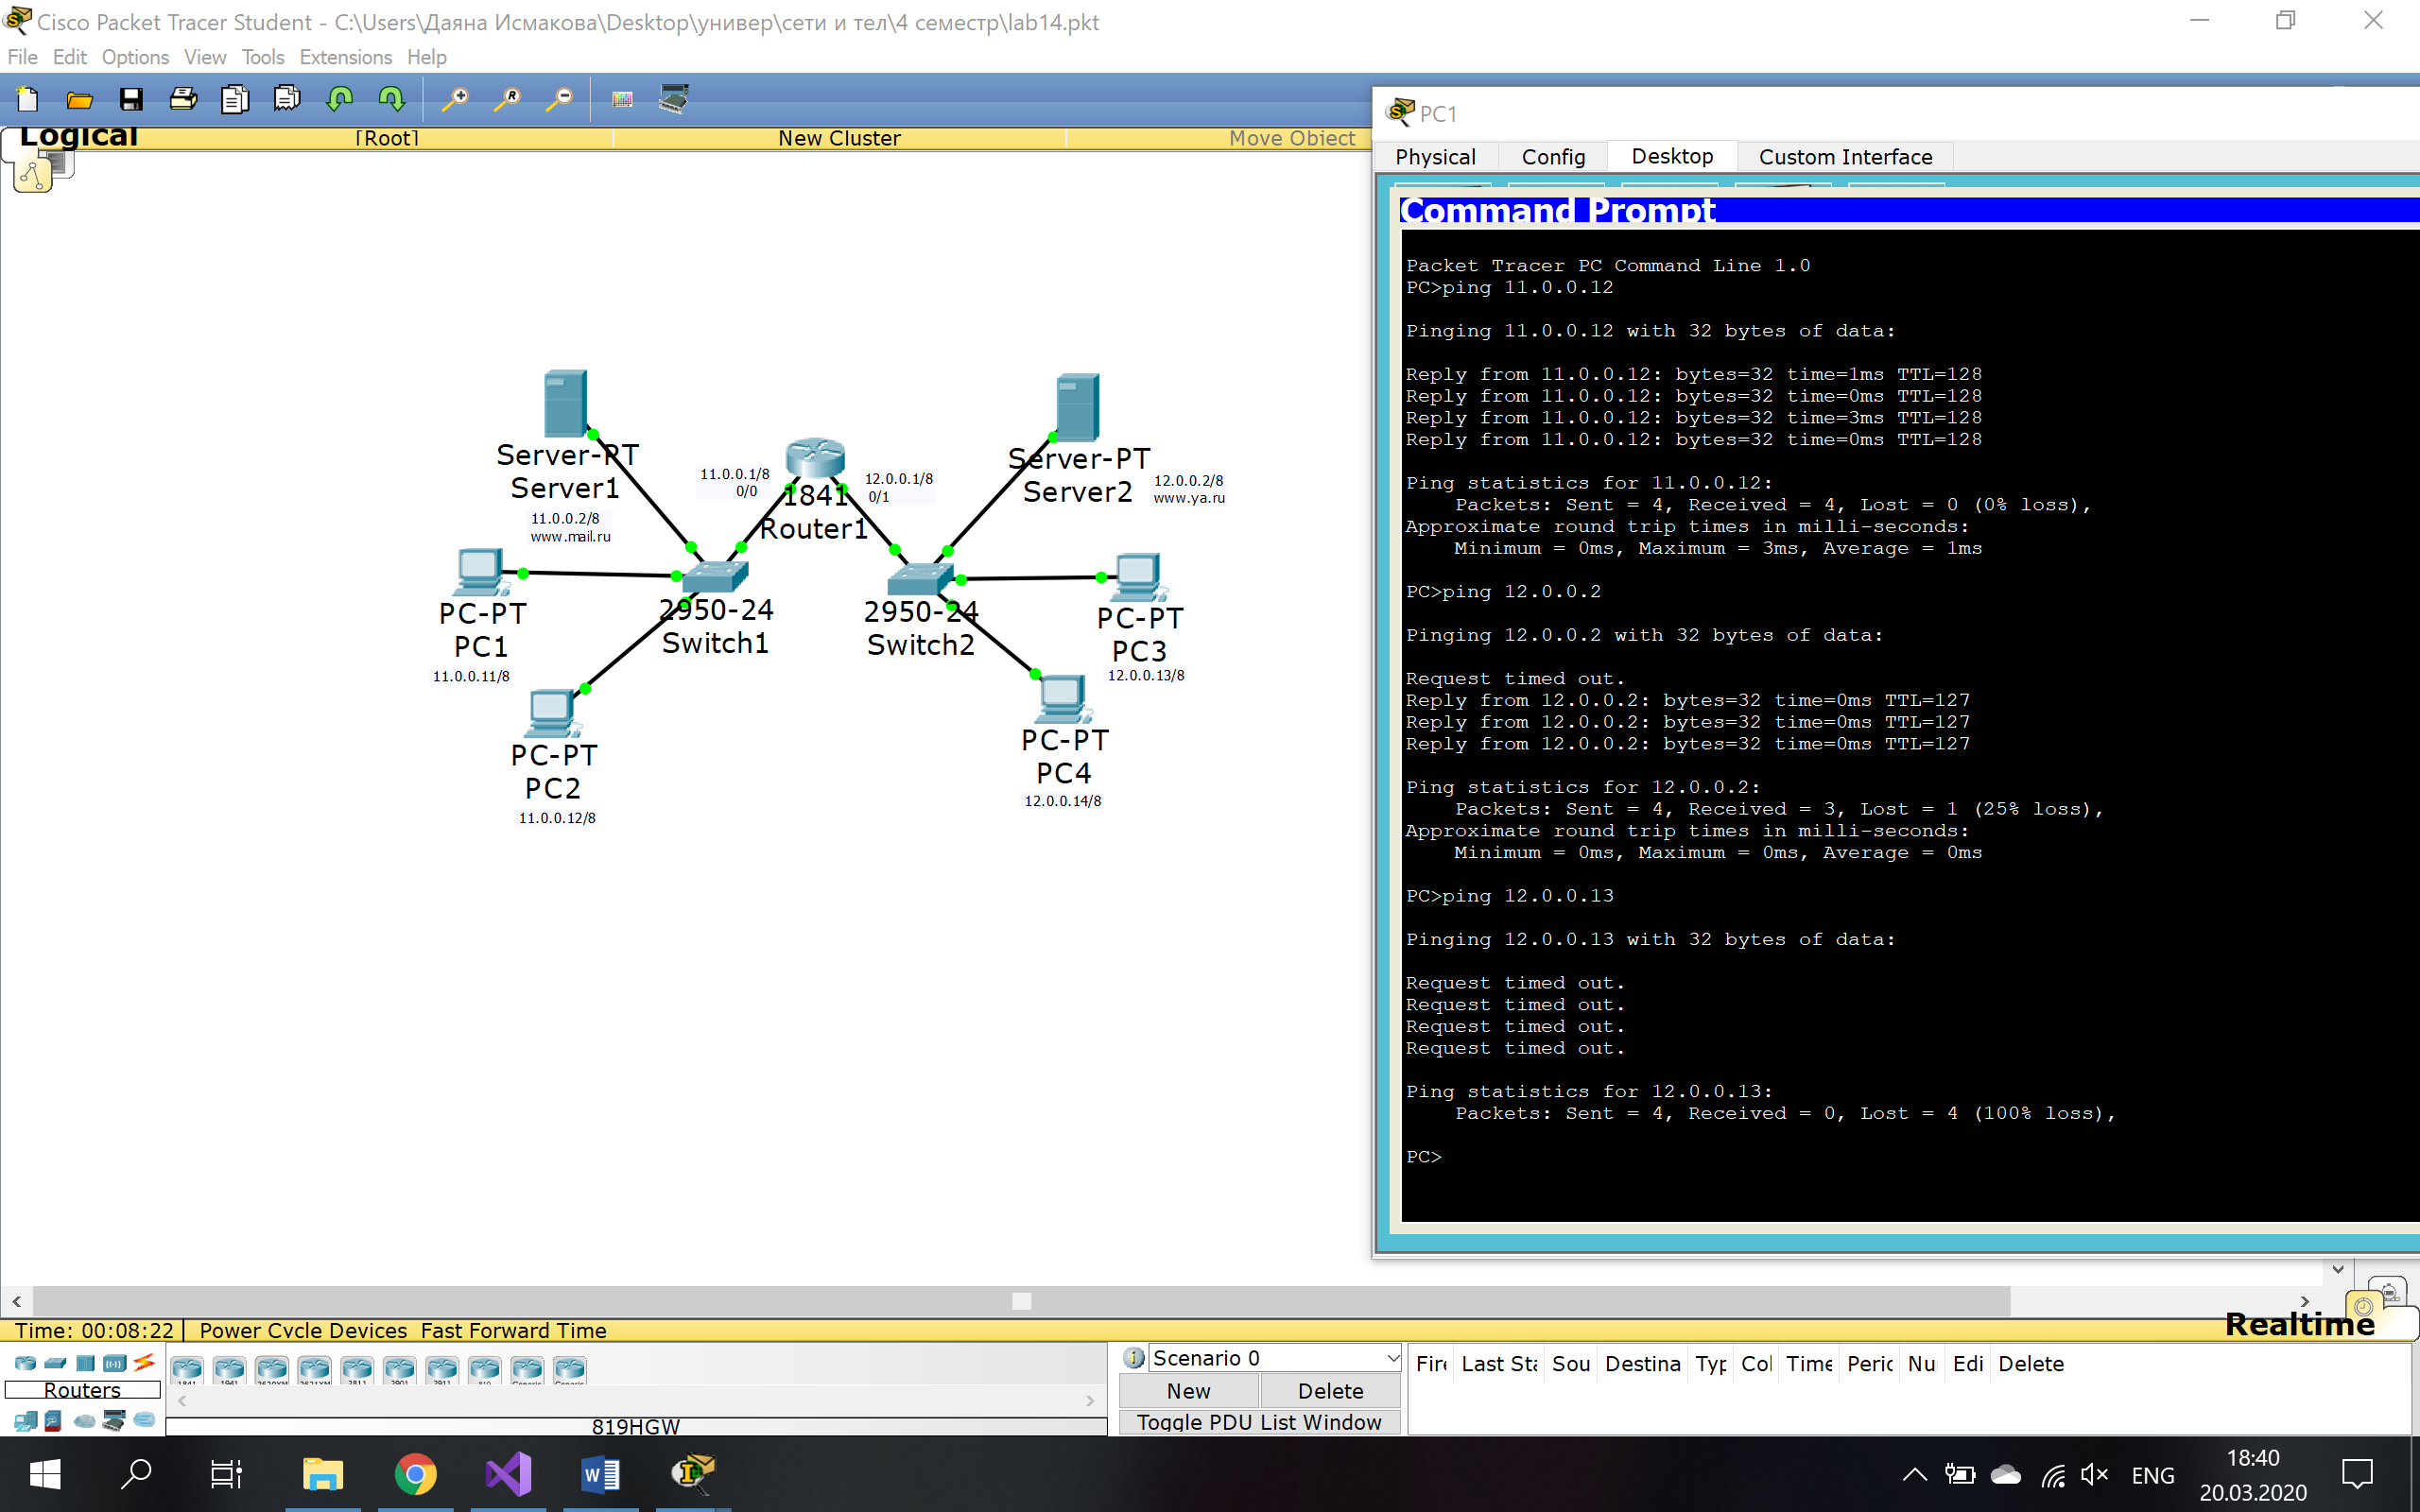 Cisco Packet Tracer Student - C:\Users\Даяна Исмакова\Desktop\универ\сети и тел\4 семестр\lab14.pkt
File Edit Options View Tools Extensions Help
Logical [Root] New Cluster Move Object
PC1
Physical Config Desktop Custom Interface
Command Prompt
Packet Tracer PC Command Line 1.0
PC>ping 11.0.0.12
Pinging 11.0.0.12 with 32 bytes of data:
Reply from 11.0.0.12: bytes=32 time=1ms TTL=128
Reply from 11.0.0.12: bytes=32 time=0ms TTL=128
Reply from 11.0.0.12: bytes=32 time=3ms TTL=128
Reply from 11.0.0.12: bytes=32 time=0ms TTL=128
Ping statistics for 11.0.0.12:
Packets: Sent = 4, Received = 4, Lost = 0 (0% loss),
Approximate round trip times in milli-seconds:
Minimum = 0ms, Maximum = 3ms, Average = 1ms
PC>ping 12.0.0.2
Pinging 12.0.0.2 with 32 bytes of data:
Request timed out.
Reply from 12.0.0.2: bytes=32 time=0ms TTL=127
Reply from 12.0.0.2: bytes=32 time=0ms TTL=127
Reply from 12.0.0.2: bytes=32 time=0ms TTL=127
Ping statistics for 12.0.0.2:
Packets: Sent = 4, Received = 3, Lost = 1 (25% loss),
Approximate round trip times in milli-seconds:
Minimum = 0ms, Maximum = 0ms, Average = 0ms
PC>ping 12.0.0.13
Pinging 12.0.0.13 with 32 bytes of data:
Request timed out.
Request timed out.
Request timed out.
Request timed out.
Ping statistics for 12.0.0.13:
Packets: Sent = 4, Received = 0, Lost = 4 (100% loss),
PC>
Server-PT
Server1
11.0.0.2/8
www.mail.ru
11.0.0.1/8
0/0
1841
Router1
12.0.0.1/8
0/1
Server-PT
Server2
12.0.0.2/8
www.ya.ru
PC-PT
PC1
11.0.0.11/8
2950-24
Switch1
2950-24
Switch2
PC-PT
PC3
12.0.0.13/8
PC-PT
PC2
11.0.0.12/8
PC-PT
PC4
12.0.0.14/8
Time: 00:08:22 Power Cycle Devices Fast Forward Time
Realtime
Routers
819HGW
Scenario 0
New Delete
Toggle PDU List Window
Fire Last Sta Sou Destina Typ Col Time Peric Nu Edi Delete
ENG
18:40
20.03.2020